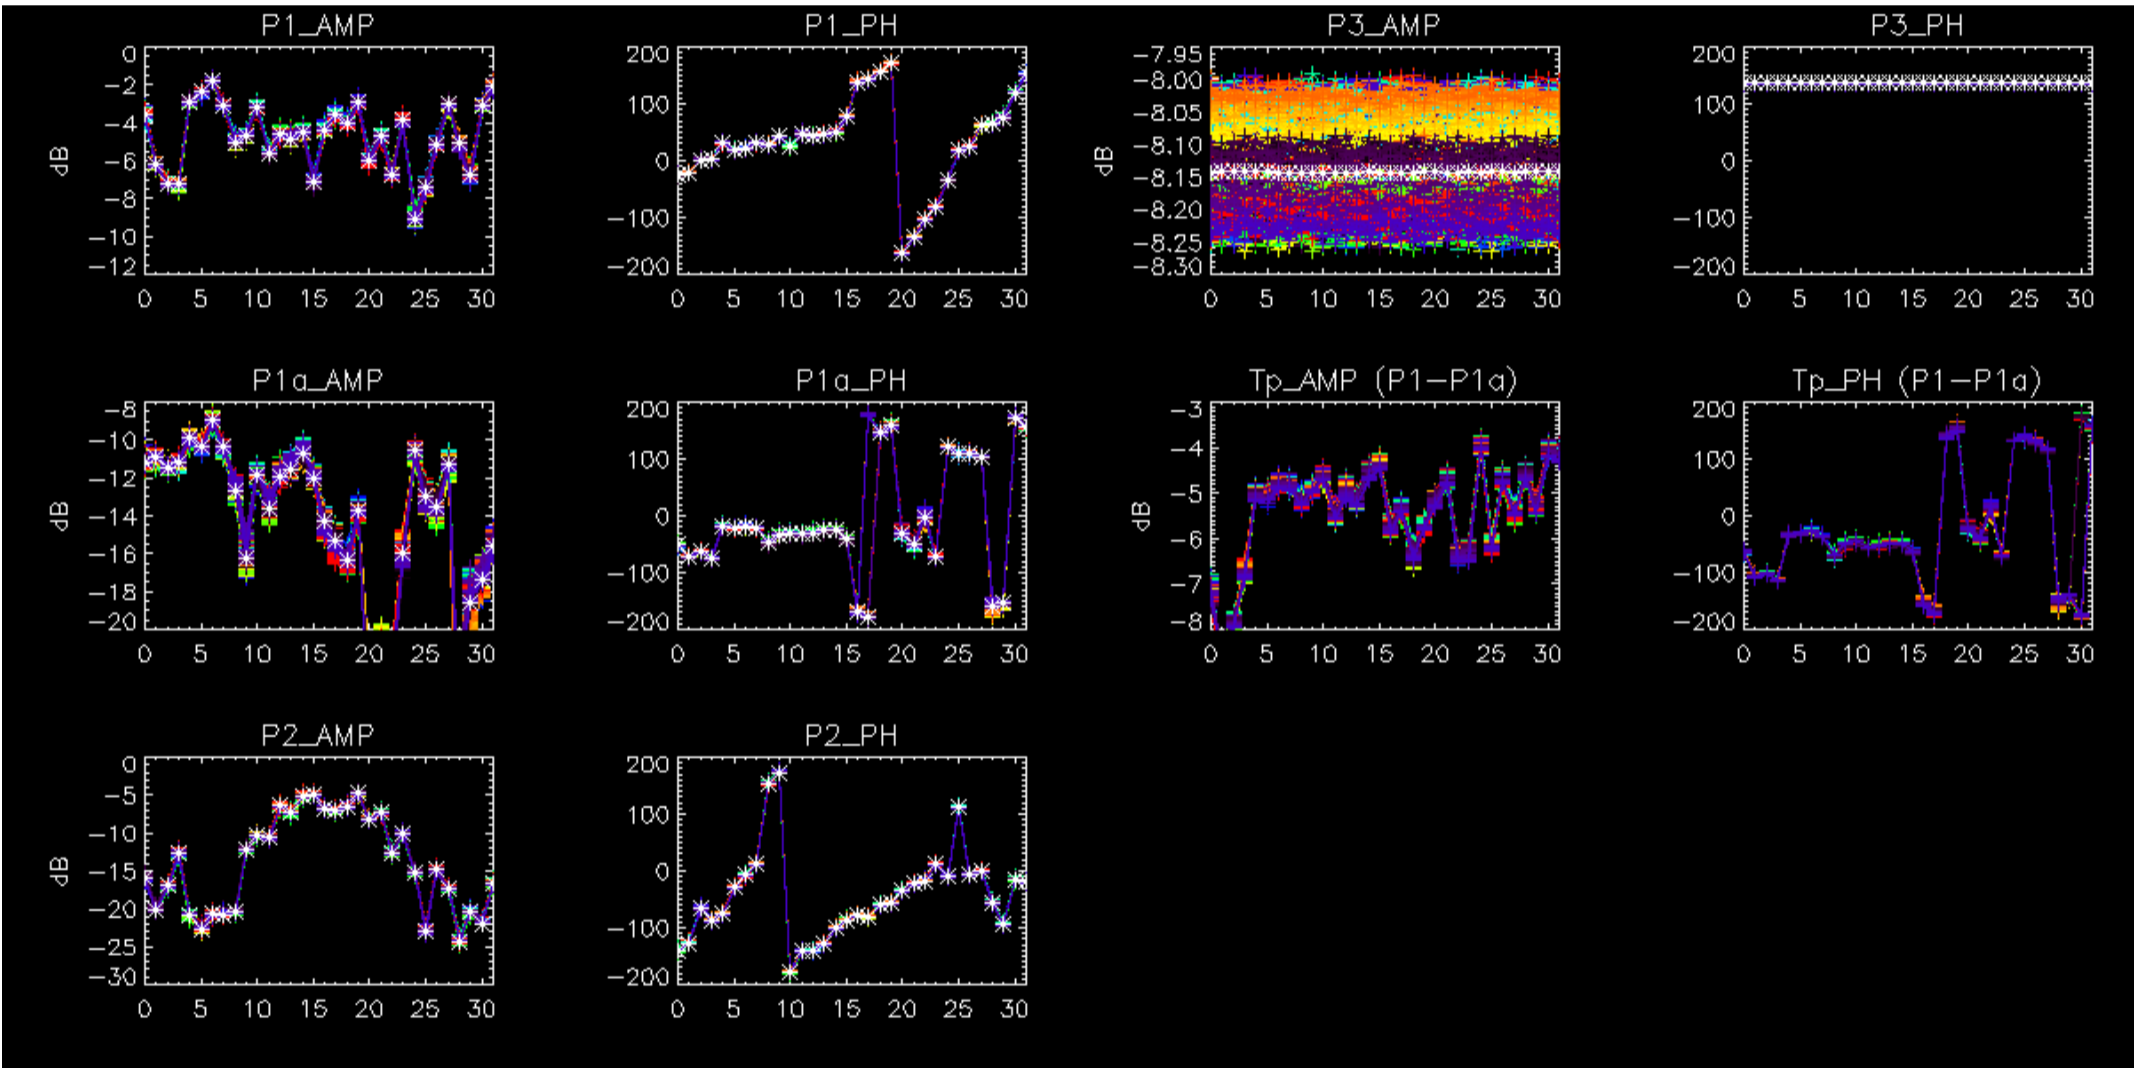 P1_AMP
P1_PH
P3_AMP
P3_PH
dB
0
-2
-4
-6
-8
-10
-12
0 5 10 15 20 25 30
200
100
0
-100
-200
0 5 10 15 20 25 30
dB
-7.95
-8.00
-8.05
-8.10
-8.15
-8.20
-8.25
-8.30
0 5 10 15 20 25 30
200
100
0
-100
-200
0 5 10 15 20 25 30
P1a_AMP
P1a_PH
Tp_AMP (P1-P1a)
Tp_PH (P1-P1a)
dB
-8
-10
-12
-14
-16
-18
-20
0 5 10 15 20 25 30
200
100
0
-100
-200
0 5 10 15 20 25 30
dB
-3
-4
-5
-6
-7
-8
0 5 10 15 20 25 30
200
100
0
-100
-200
0 5 10 15 20 25 30
P2_AMP
P2_PH
dB
0
-5
-10
-15
-20
-25
-30
0 5 10 15 20 25 30
200
100
0
-100
-200
0 5 10 15 20 25 30